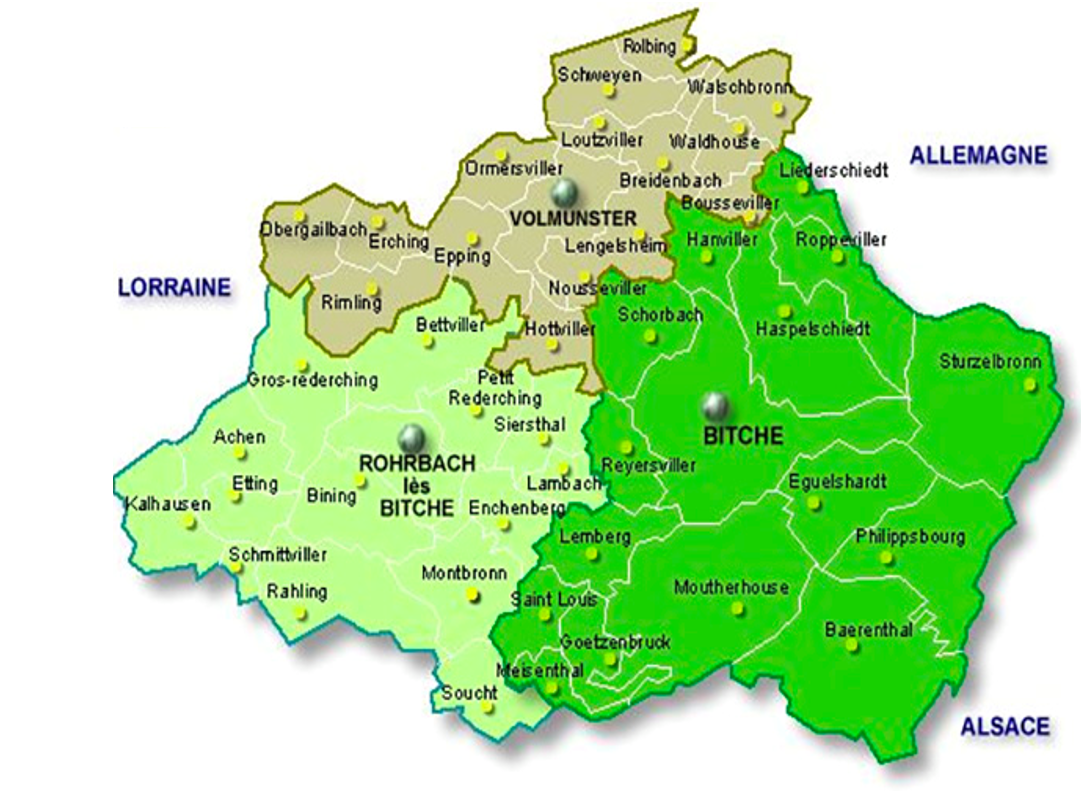 Rolbing
Schweyen
Walschbronn
Loutzviller
Waldhouse
ALLEMAGNE
Ormersviller
Liederschiedt
Breidenbach
Bousseviller
VOLMUNSTER
Obergailbach
Erching
Lengelsheim
Hanviller
Roppeviller
Epping
LORRAINE
Nousseviller
Rimling
Schorbach
Bettviller
Hottviller
Haspelschiedt
Sturzelbronn
Gros-rederching
Petit
Rederching
Siersthal
Achen
BITCHE
ROHRBACH
lès
BITCHE
Reyersviller
Etting
Bining
Lambach
Eguelshardt
Kalhausen
Enchenberg
Lemberg
Philippsbourg
Schmittviller
Montbronn
Rahling
Moutherhouse
Saint Louis
Baerenthal
Goetzenbruck
Meisenthal
Soucht
ALSACE